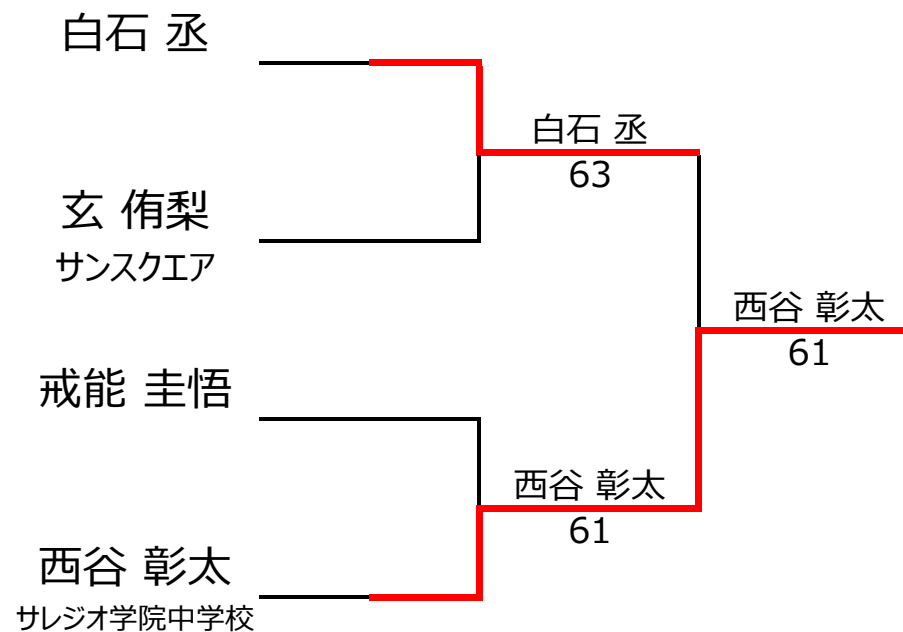 白石 丞
白石 丞
63
玄 侑梨
サンスクエア
西谷 彰太
61
戒能 圭悟
西谷 彰太
61
西谷 彰太
サレジオ学院中学校